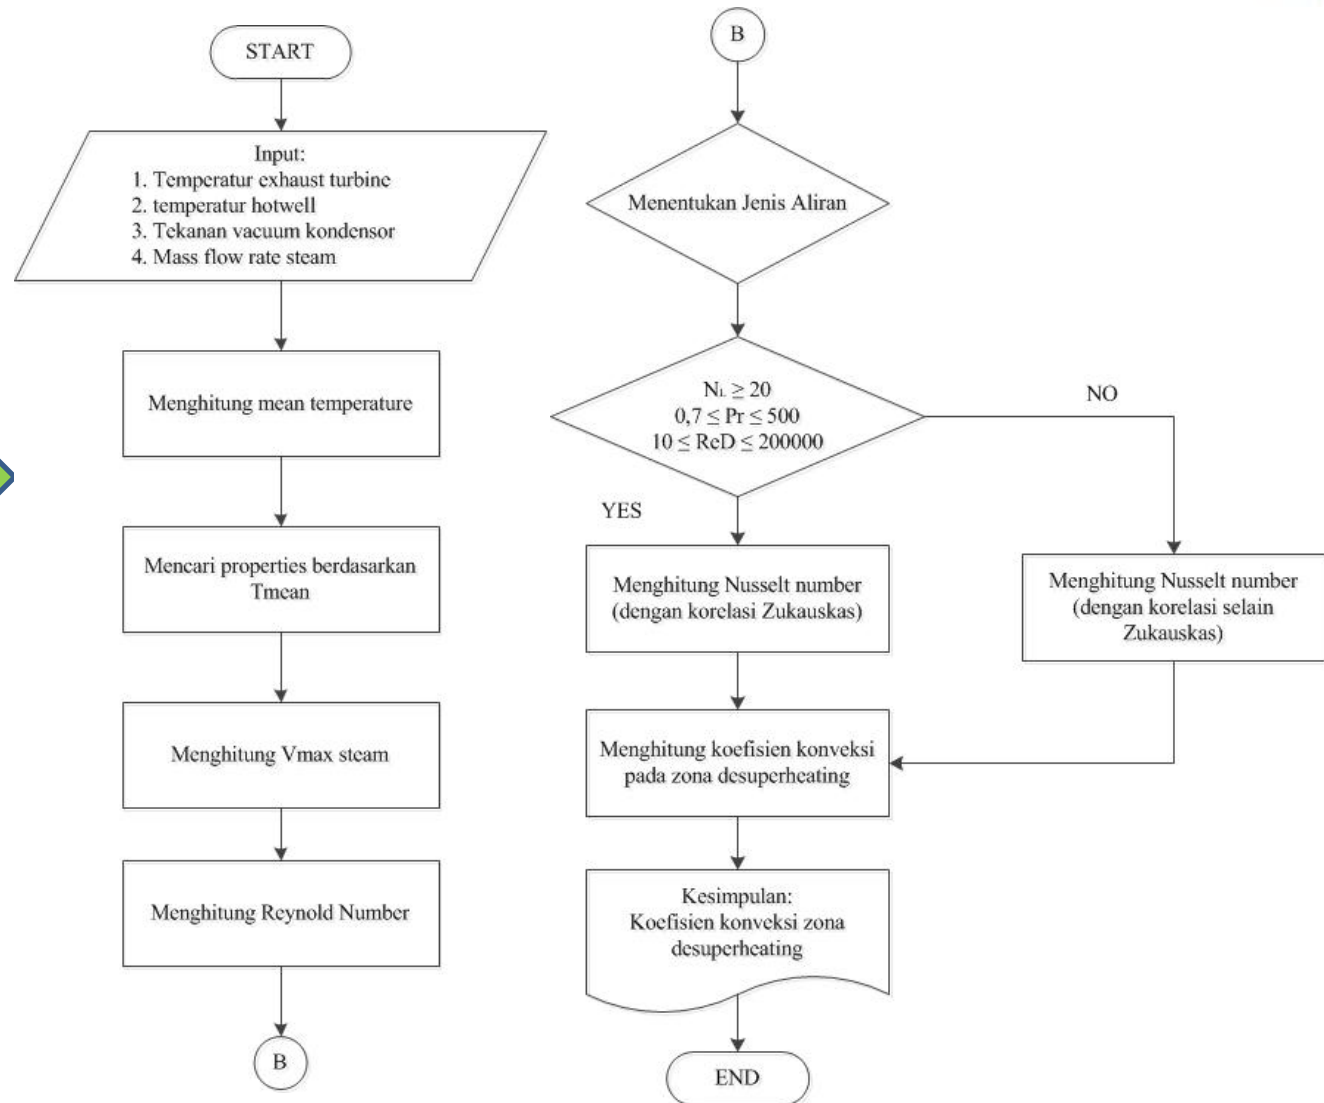 START
Input:
1. Temperatur exhaust turbine
2. temperatur hotwell
3. Tekanan vacuum kondensor
4. Mass flow rate steam
Menghitung mean temperature
Mencari properties berdasarkan
Tmean
Menghitung Vmax steam
Menghitung Reynold Number
B
B
Menentukan Jenis Aliran
NL ≥ 20
0,7 ≤ Pr ≤ 500
10 ≤ ReD ≤ 200000
NO
YES
Menghitung Nusselt number
(dengan korelasi Zukauskas)
Menghitung Nusselt number
(dengan korelasi selain
Zukauskas)
Menghitung koefisien konveksi
pada zona desuperheating
Kesimpulan:
Koefisien konveksi zona
desuperheating
END